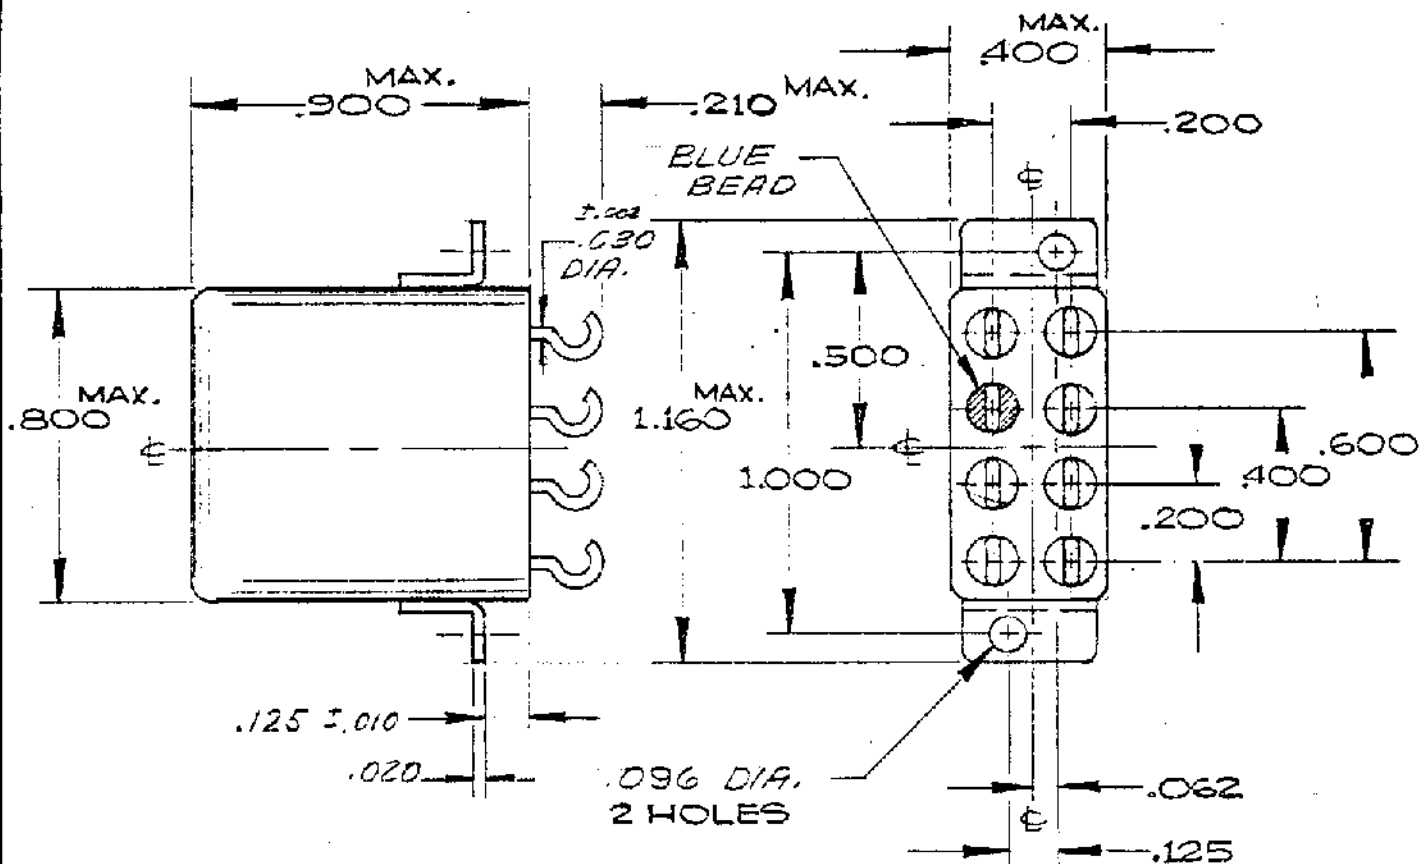 MAX.
.400
MAX.
.900
.210 MAX.
.200
BLUE
BEAD
℄
±.002
.030
DIA.
.500
MAX.
.800
MAX.
1.160
℄
℄
.600
.400
1.000
.200
.125 ±.010
.020
.096 DIA.
2 HOLES
.062
℄
.125